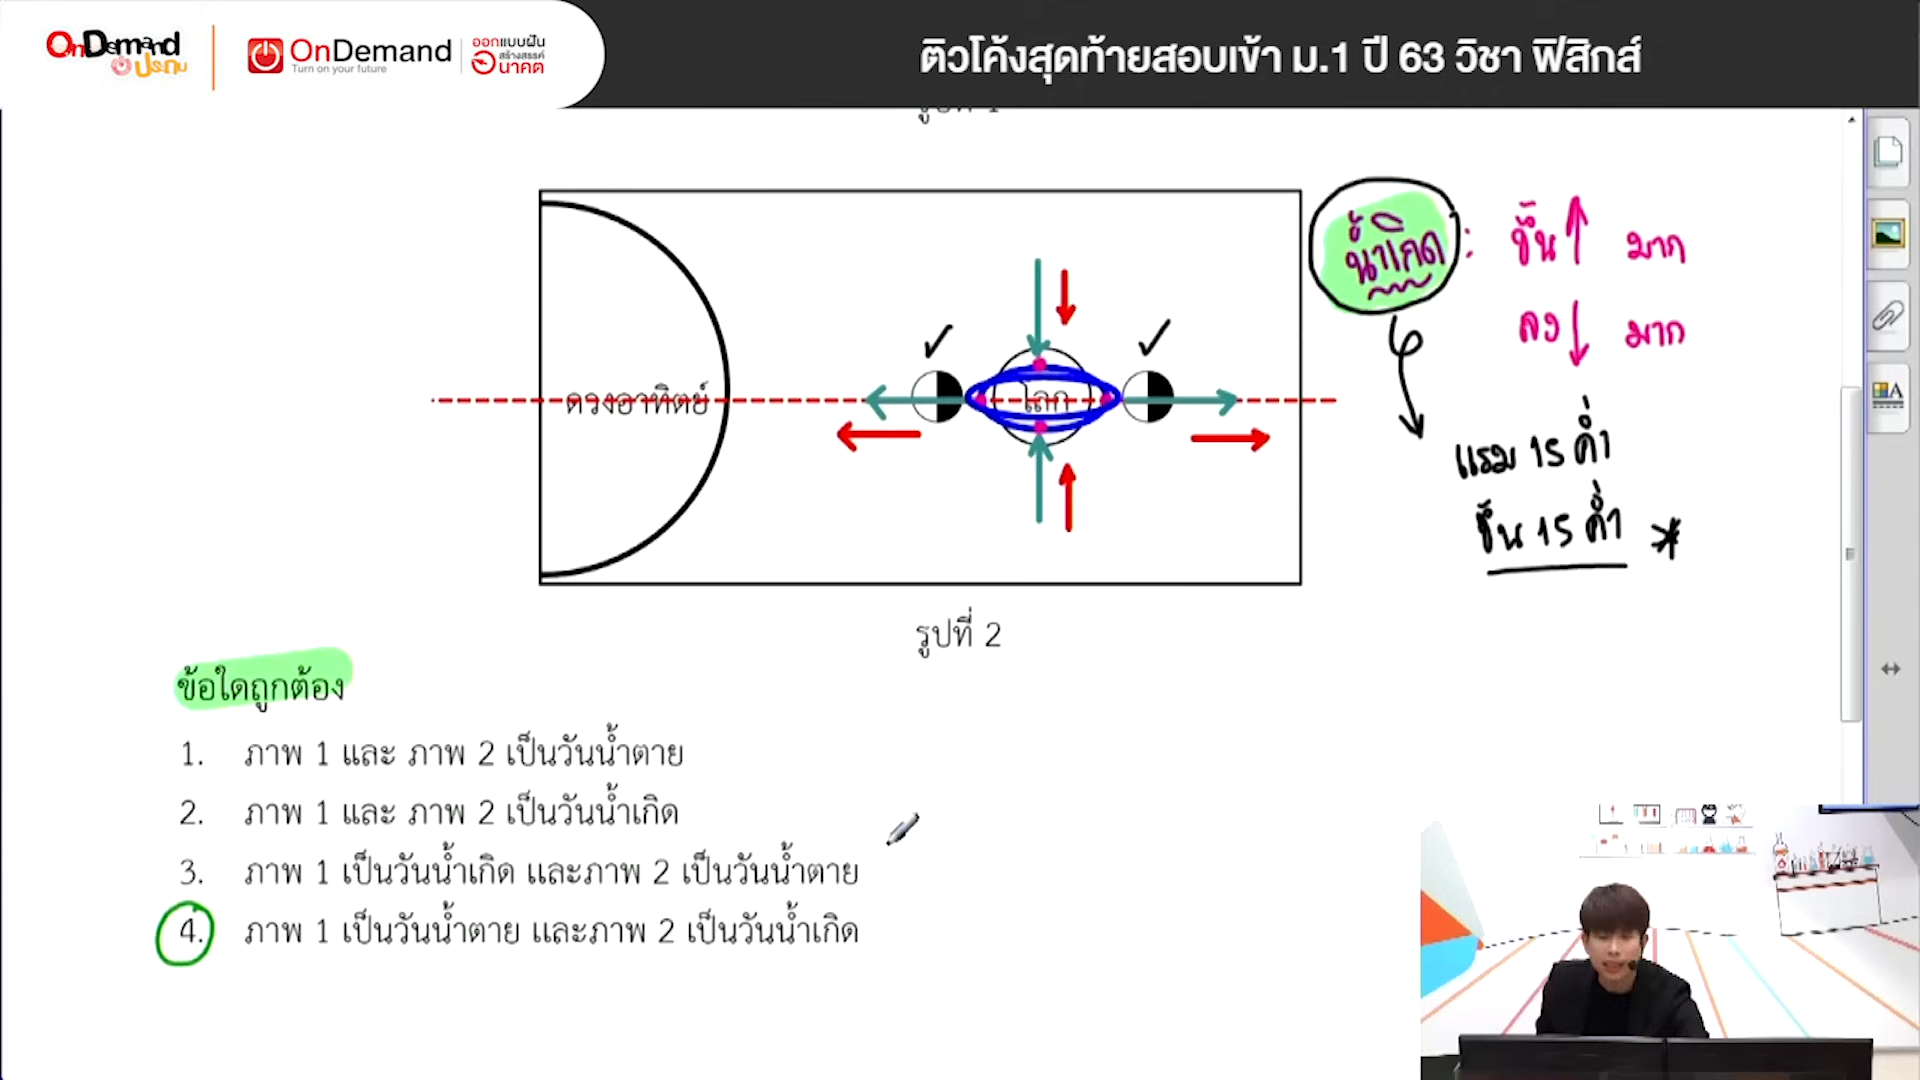 OnDemand
ประถม
OnDemand
Turn on your future
ออกแบบฝัน
สร้างสรรค์
อนาคต
ติวโค้งสุดท้ายสอบเข้า ม.1 ปี 63 วิชา ฟิสิกส์
ดวงอาทิตย์
โลก
น้ำเกิด : ขึ้น ↑ มาก
ลง ↓ มาก
แรม 15 ค่ำ
ขึ้น 15 ค่ำ *
รูปที่ 2
ข้อใดถูกต้อง
1. ภาพ 1 และ ภาพ 2 เป็นวันน้ำตาย
2. ภาพ 1 และ ภาพ 2 เป็นวันน้ำเกิด
3. ภาพ 1 เป็นวันน้ำเกิด และภาพ 2 เป็นวันน้ำตาย
4. ภาพ 1 เป็นวันน้ำตาย และภาพ 2 เป็นวันน้ำเกิด